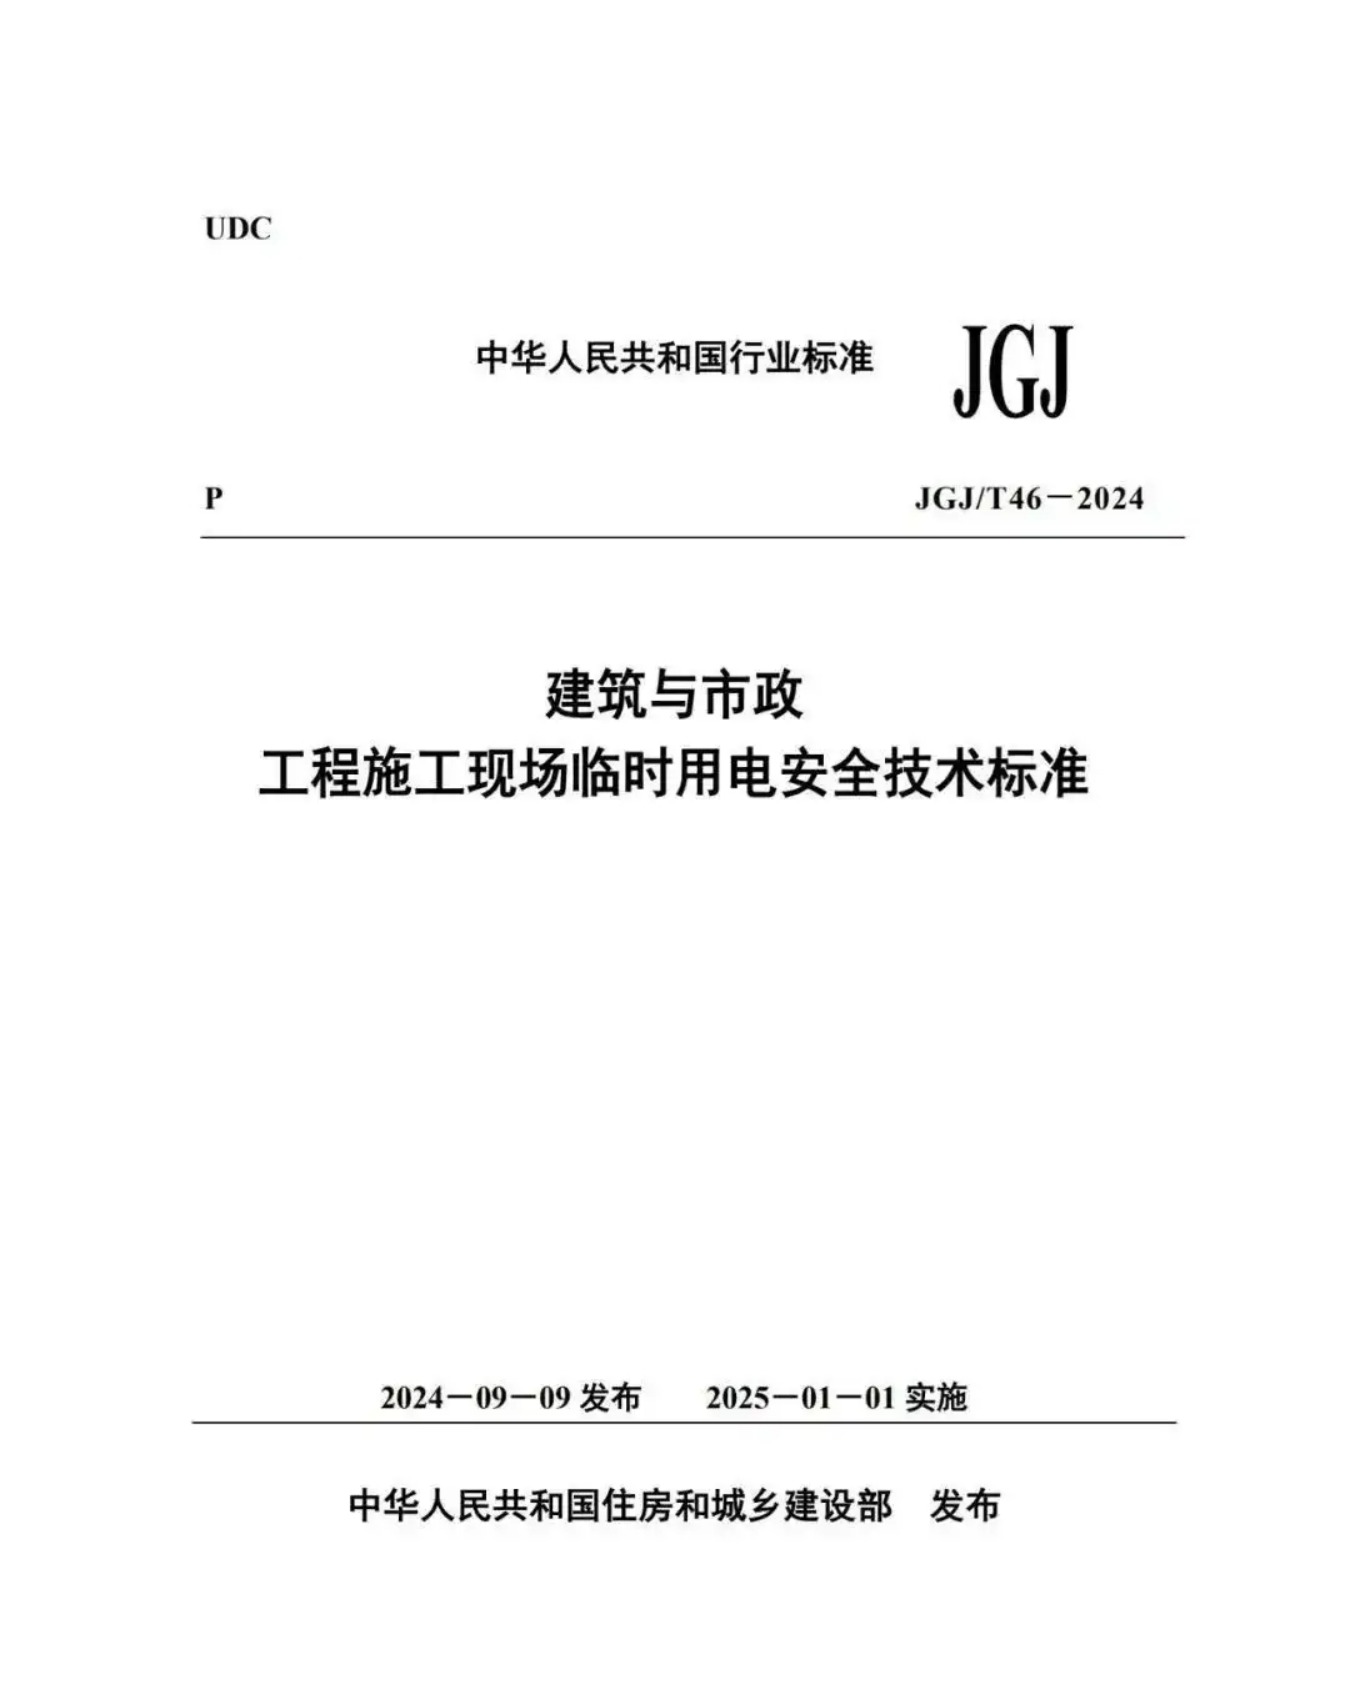 UDC
中华人民共和国行业标准 JGJ
P JGJ/T46－2024
建筑与市政
工程施工现场临时用电安全技术标准
2024－09－09 发布 2025－01－01 实施
中华人民共和国住房和城乡建设部 发布